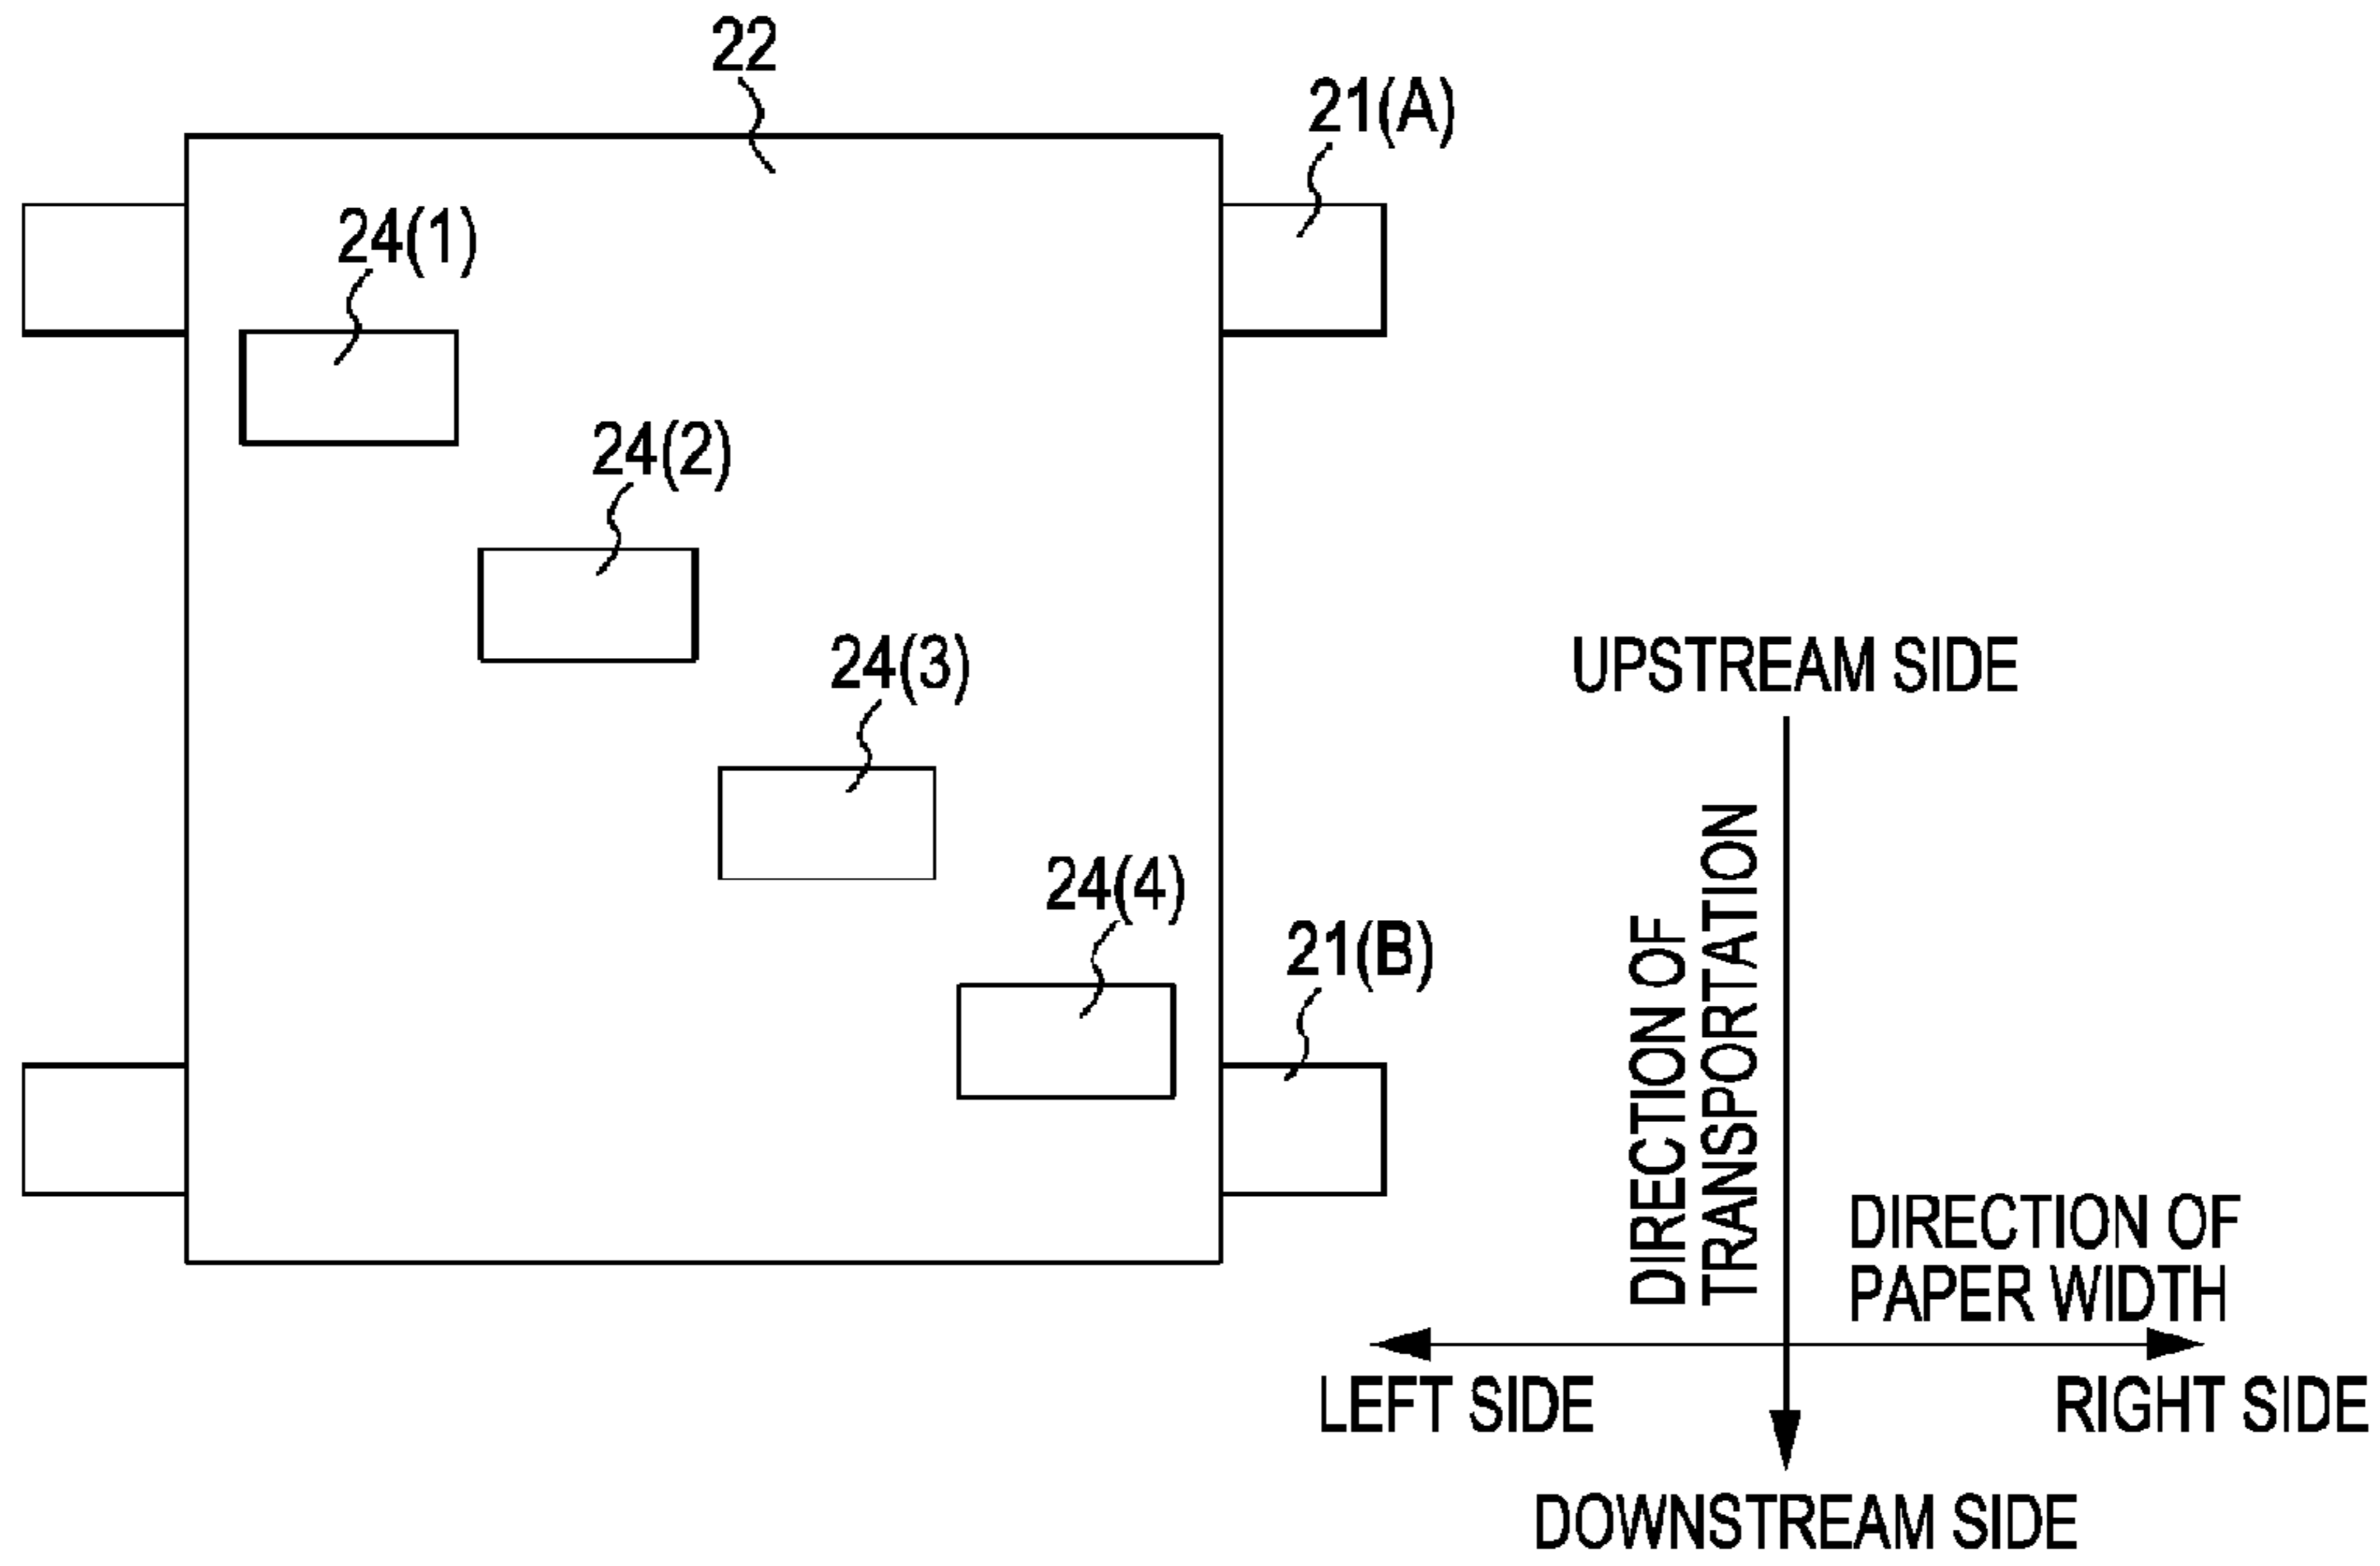 22
21(A)
24(1)
24(2)
24(3)
24(4)
21(B)
UPSTREAM SIDE
DIRECTION OF
TRANSPORTATION
DIRECTION OF
PAPER WIDTH
LEFT SIDE
RIGHT SIDE
DOWNSTREAM SIDE